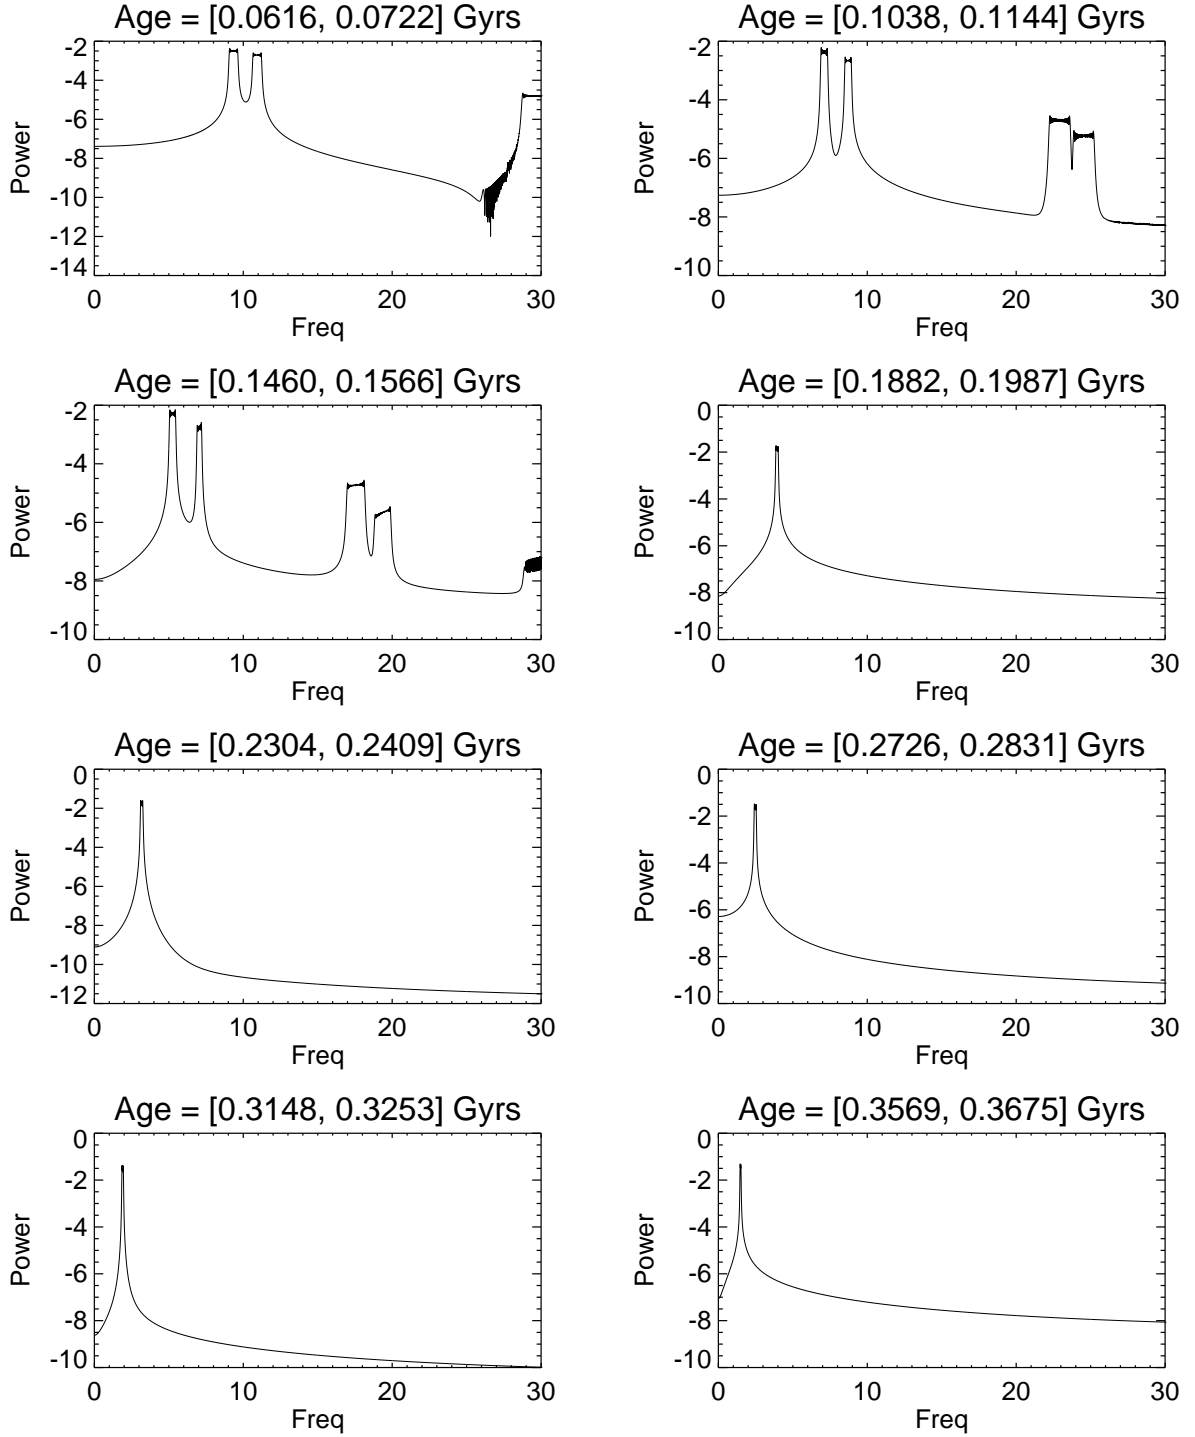 Age = [0.0616, 0.0722] Gyrs
Power
-2
-4
-6
-8
-10
-12
-14
0 10 20 30
Freq
Age = [0.1038, 0.1144] Gyrs
Power
-2
-4
-6
-8
-10
0 10 20 30
Freq
Age = [0.1460, 0.1566] Gyrs
Power
-2
-4
-6
-8
-10
0 10 20 30
Freq
Age = [0.1882, 0.1987] Gyrs
Power
0
-2
-4
-6
-8
-10
0 10 20 30
Freq
Age = [0.2304, 0.2409] Gyrs
Power
0
-2
-4
-6
-8
-10
-12
0 10 20 30
Freq
Age = [0.2726, 0.2831] Gyrs
Power
0
-2
-4
-6
-8
-10
0 10 20 30
Freq
Age = [0.3148, 0.3253] Gyrs
Power
0
-2
-4
-6
-8
-10
0 10 20 30
Freq
Age = [0.3569, 0.3675] Gyrs
Power
0
-2
-4
-6
-8
-10
0 10 20 30
Freq